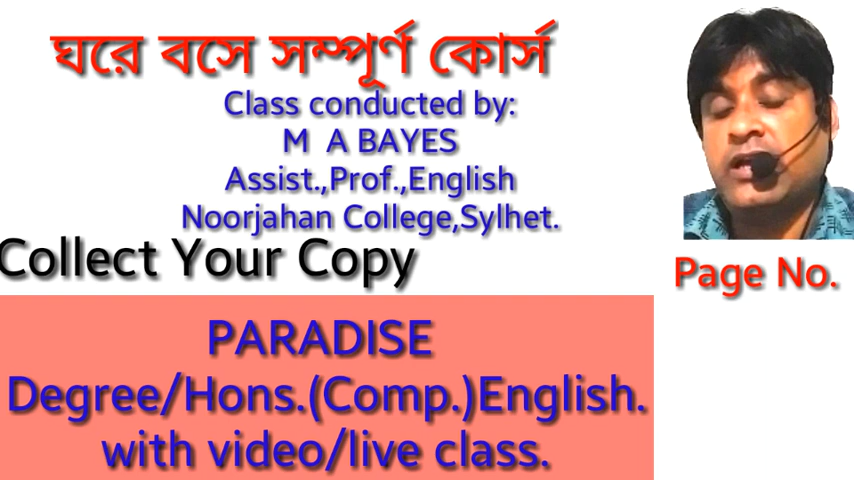 ঘরে বসে সম্পূর্ণ কোর্স
Class conducted by:
M A BAYES
Assist.,Prof.,English
Noorjahan College,Sylhet.
Collect Your Copy
Page No.
PARADISE
Degree/Hons.(Comp.)English.
with video/live class.